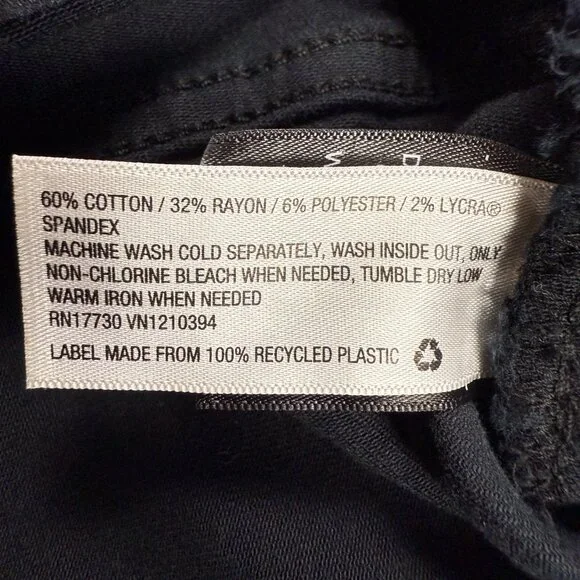 60% COTTON / 32% RAYON / 6% POLYESTER / 2% LYCRA®
SPANDEX
MACHINE WASH COLD SEPARATELY, WASH INSIDE OUT, ONLY
NON-CHLORINE BLEACH WHEN NEEDED, TUMBLE DRY LOW
WARM IRON WHEN NEEDED
RN17730 VN1210394
LABEL MADE FROM 100% RECYCLED PLASTIC